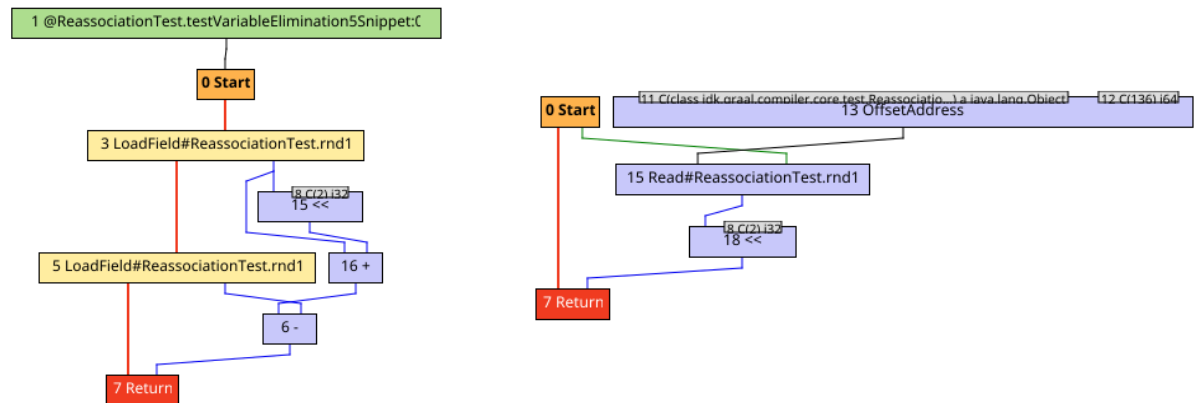 1 @ReassociationTest.testVariableElimination5Snippet:0
0 Start
3 LoadField#ReassociationTest.rnd1
8 C(2) i32
15 <<
5 LoadField#ReassociationTest.rnd1
16 +
6 -
7 Return
0 Start
11 C(class jdk.graal.compiler.core.test.Reassociatio...) a java.lang.Object
12 C(136) i64
13 OffsetAddress
15 Read#ReassociationTest.rnd1
8 C(2) i32
18 <<
7 Return